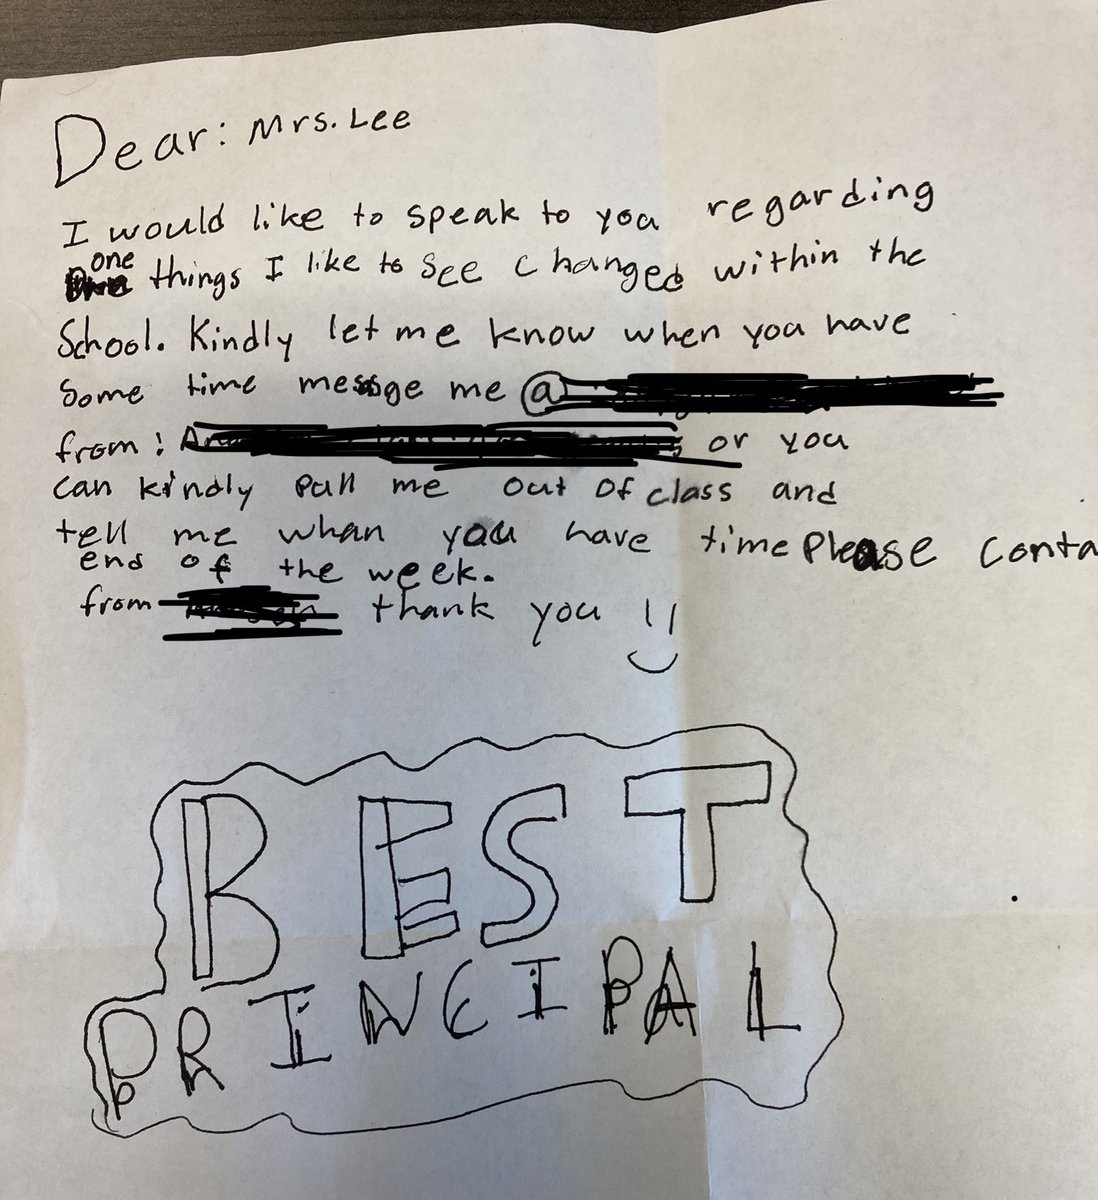 Dear: Mrs. Lee
I would like to speak to you regarding
one
things I like to see changed within the
School. Kindly let me know when you have
some time messge me @
from: or you
can kindly pull me out of class and
tell me whan you have time Please conta
end of the week.
from thank you !!
BEST
PRINCIPAL